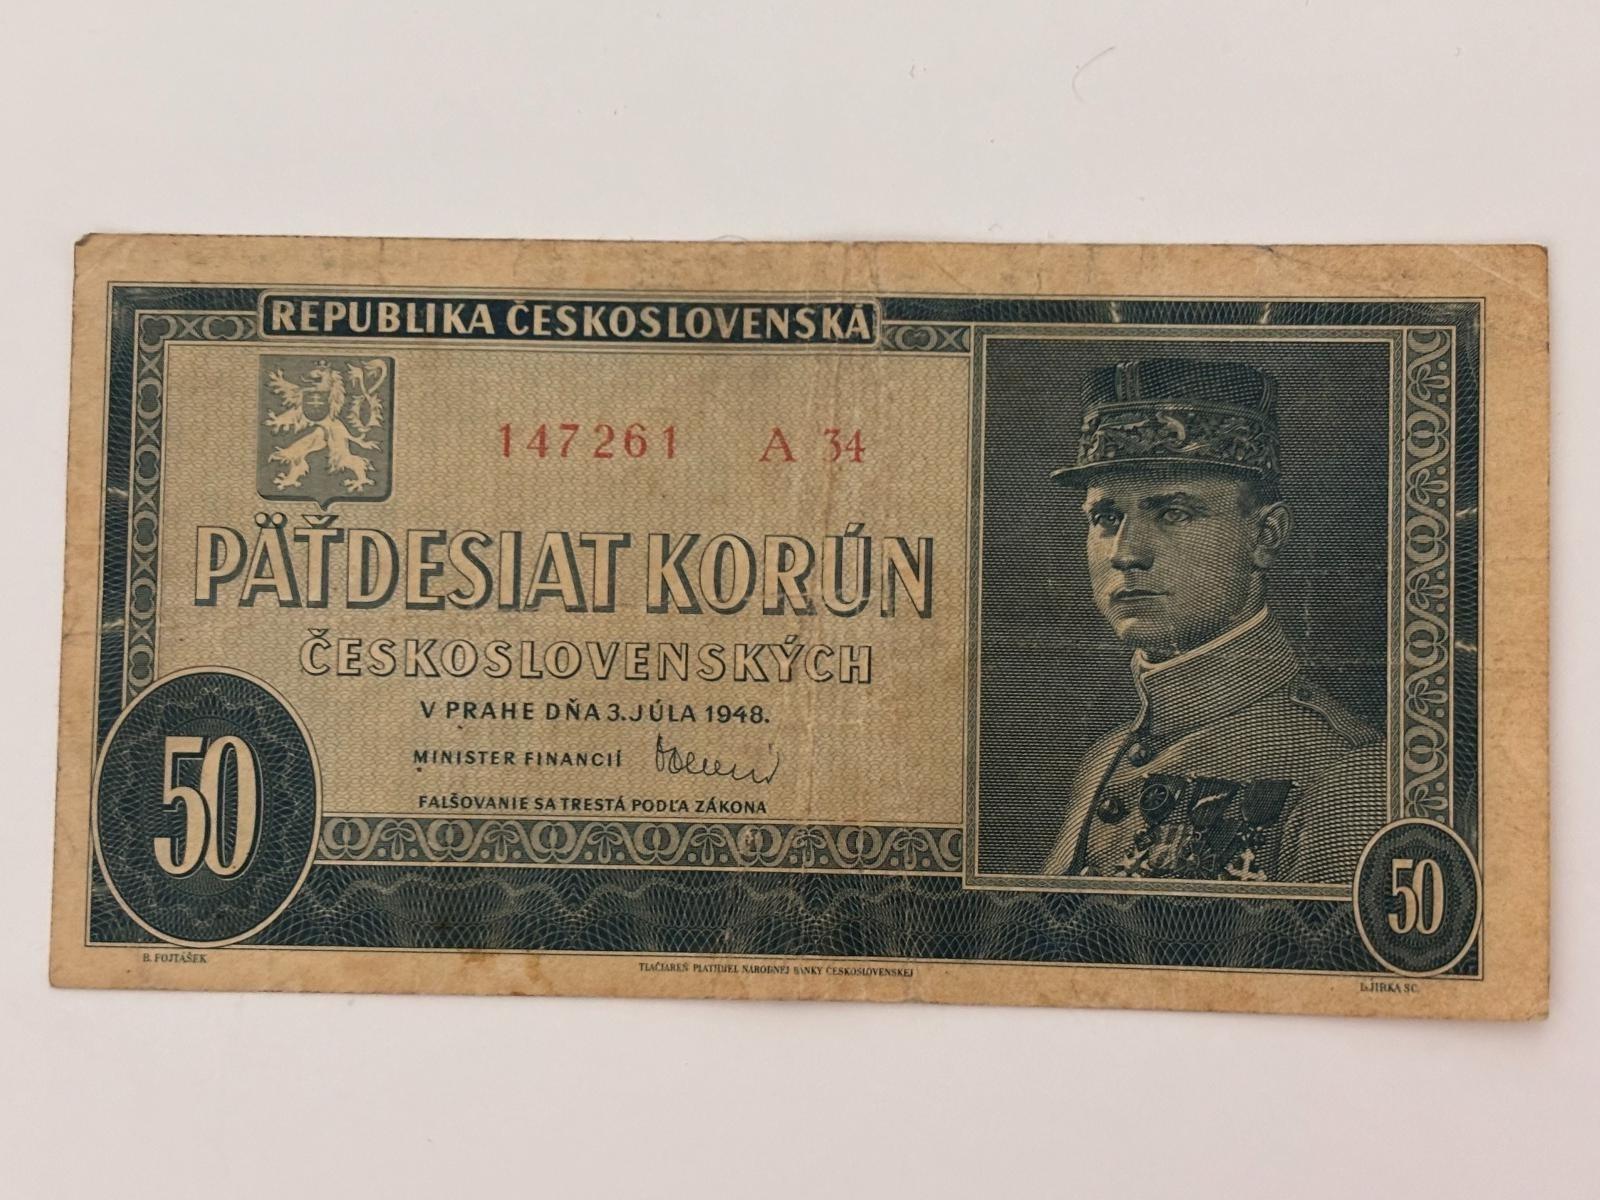 REPUBLIKA ČESKOSLOVENSKÁ
147261 A 34
PÄŤDESIAT KORÚN
ČESKOSLOVENSKÝCH
V PRAHE DŇA 3. JÚLA 1948.
MINISTER FINANCIÍ
FALŠOVANIE SA TRESTÁ PODĽA ZÁKONA
50
50
B. FOJTÁŠEK
TLAČIAREŇ PLATIDIEL NÁRODNEJ BANKY ČESKOSLOVENSKEJ
L. JIRKA SC.